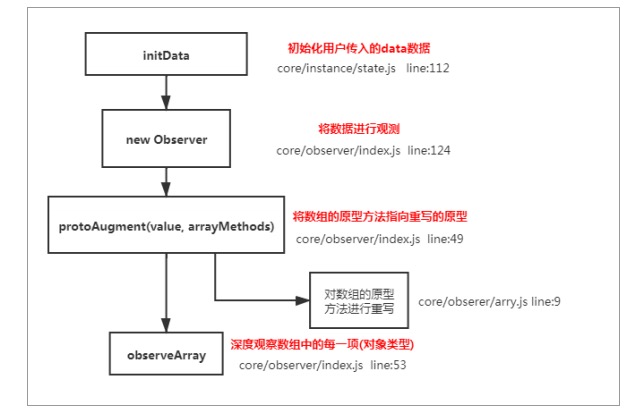 initData
初始化用户传入的data数据
core/instance/state.js line:112
new Observer
将数据进行观测
core/observer/index.js line:124
protoAugment(value, arrayMethods)
将数组的原型方法指向重写的原型
core/observer/index.js line:49
对数组的原型
方法进行重写
core/obserer/arry.js line:9
observeArray
深度观察数组中的每一项(对象类型)
core/observer/index.js line:53